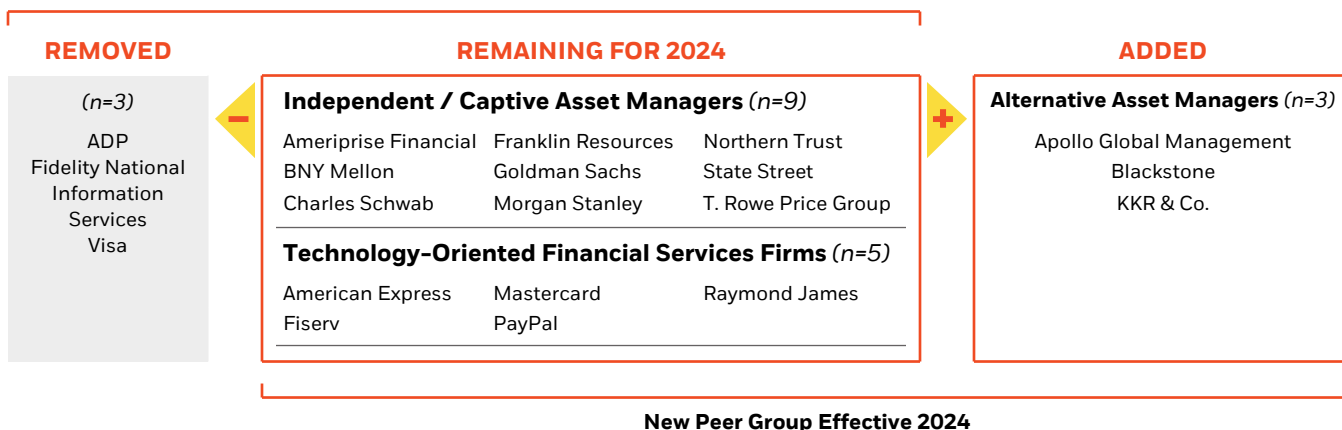 REMOVED
(n=3)
ADP
Fidelity National
Information
Services
Visa
−
REMAINING FOR 2024
Independent / Captive Asset Managers (n=9)
Ameriprise Financial Franklin Resources Northern Trust
BNY Mellon Goldman Sachs State Street
Charles Schwab Morgan Stanley T. Rowe Price Group
Technology-Oriented Financial Services Firms (n=5)
American Express Mastercard Raymond James
Fiserv PayPal
+
ADDED
Alternative Asset Managers (n=3)
Apollo Global Management
Blackstone
KKR & Co.
New Peer Group Effective 2024